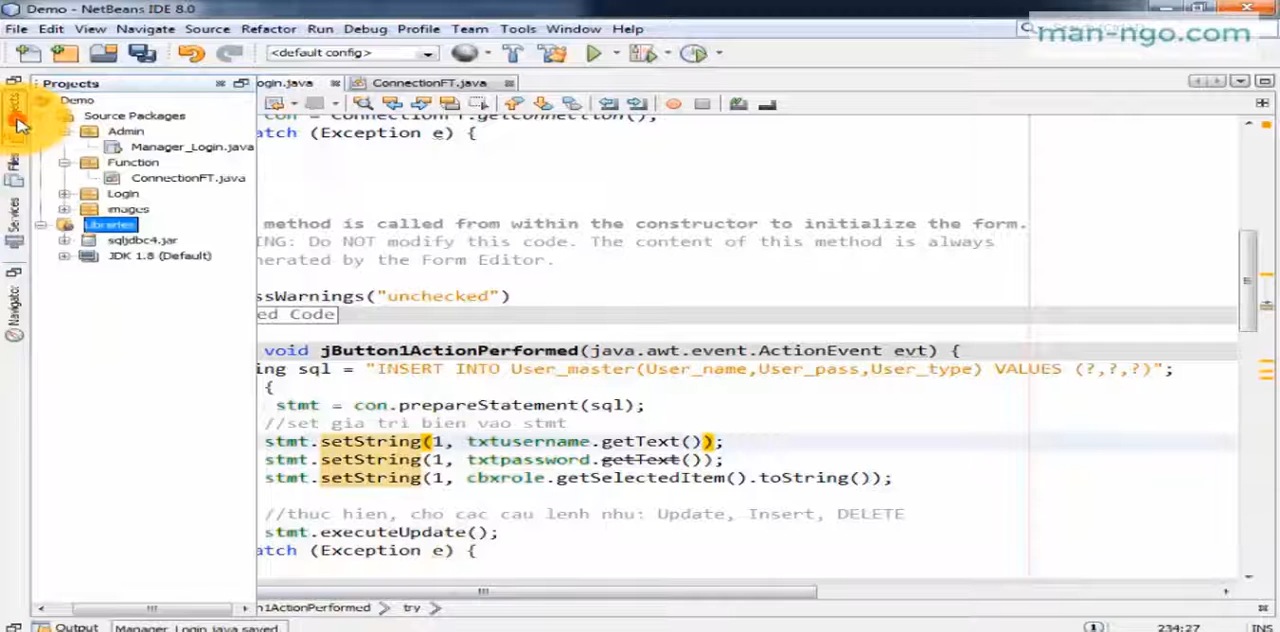 Demo - NetBeans IDE 8.0
File Edit View Navigate Source Refactor Run Debug Profile Team Tools Window Help
man-ngo.com
<default config>
Projects
ogin.java
ConnectionFT.java
Demo
Source Packages
Admin
Manager_Login.java
Function
ConnectionFT.java
Login
images
Libraries
sqljdbc4.jar
JDK 1.8 (Default)
Files
Services
Navigator
con = ConnectionFT.getConnection();
atch (Exception e) {
method is called from within the constructor to initialize the form.
ING: Do NOT modify this code. The content of this method is always
enerated by the Form Editor.
ssWarnings("unchecked")
ed Code
void jButton1ActionPerformed(java.awt.event.ActionEvent evt) {
ing sql = "INSERT INTO User_master(User_name,User_pass,User_type) VALUES (?,?,?)";
{
stmt = con.prepareStatement(sql);
//set gia tri bien vao stmt
stmt.setString(1, txtusername.getText());
stmt.setString(1, txtpassword.getText());
stmt.setString(1, cbxrole.getSelectedItem().toString());
//thuc hien, cho cac cau lenh nhu: Update, Insert, DELETE
stmt.executeUpdate();
atch (Exception e) {
1ActionPerformed
try
Output
Manager_Login.java saved.
234:27
INS